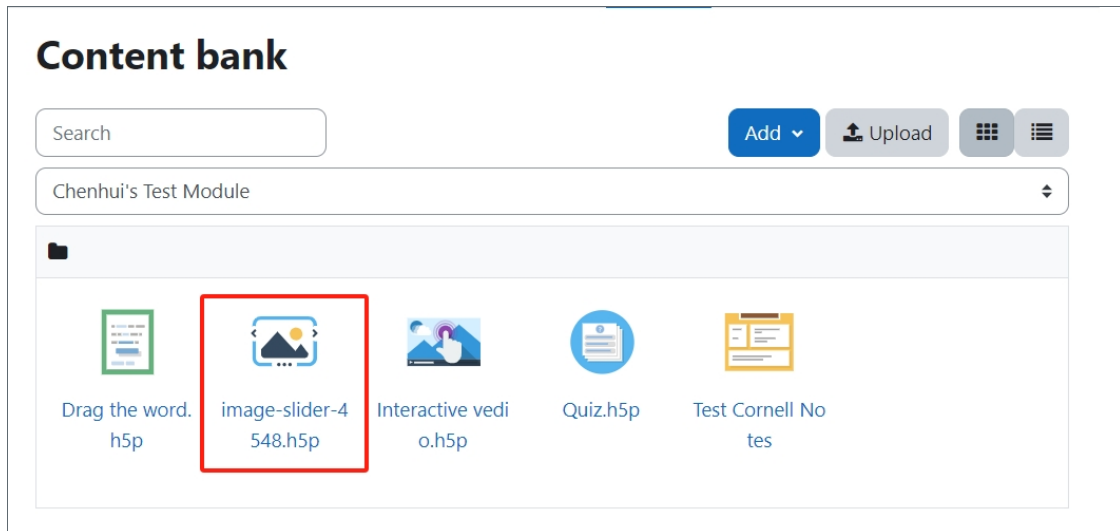 Content bank
Search
Add
Upload
Chenhui's Test Module
Drag the word.
h5p
image-slider-4
548.h5p
Interactive vedi
o.h5p
Quiz.h5p
Test Cornell No
tes